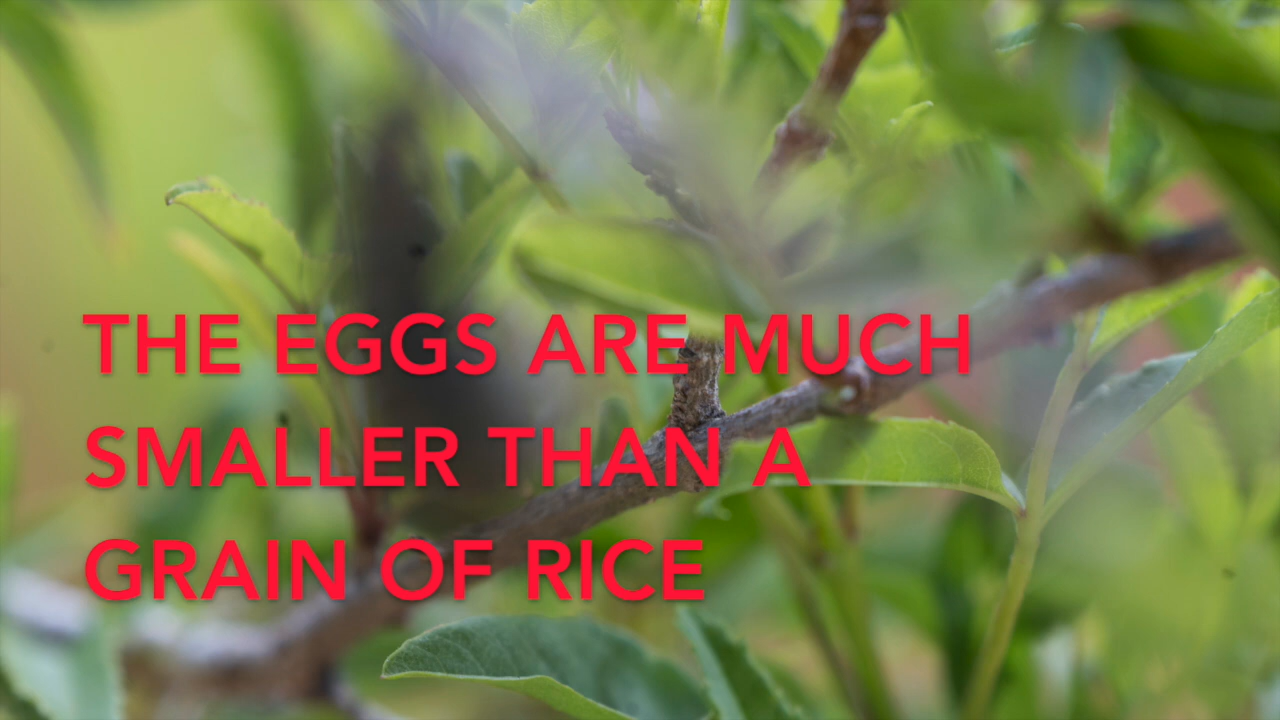 THE EGGS ARE MUCH
SMALLER THAN A
GRAIN OF RICE